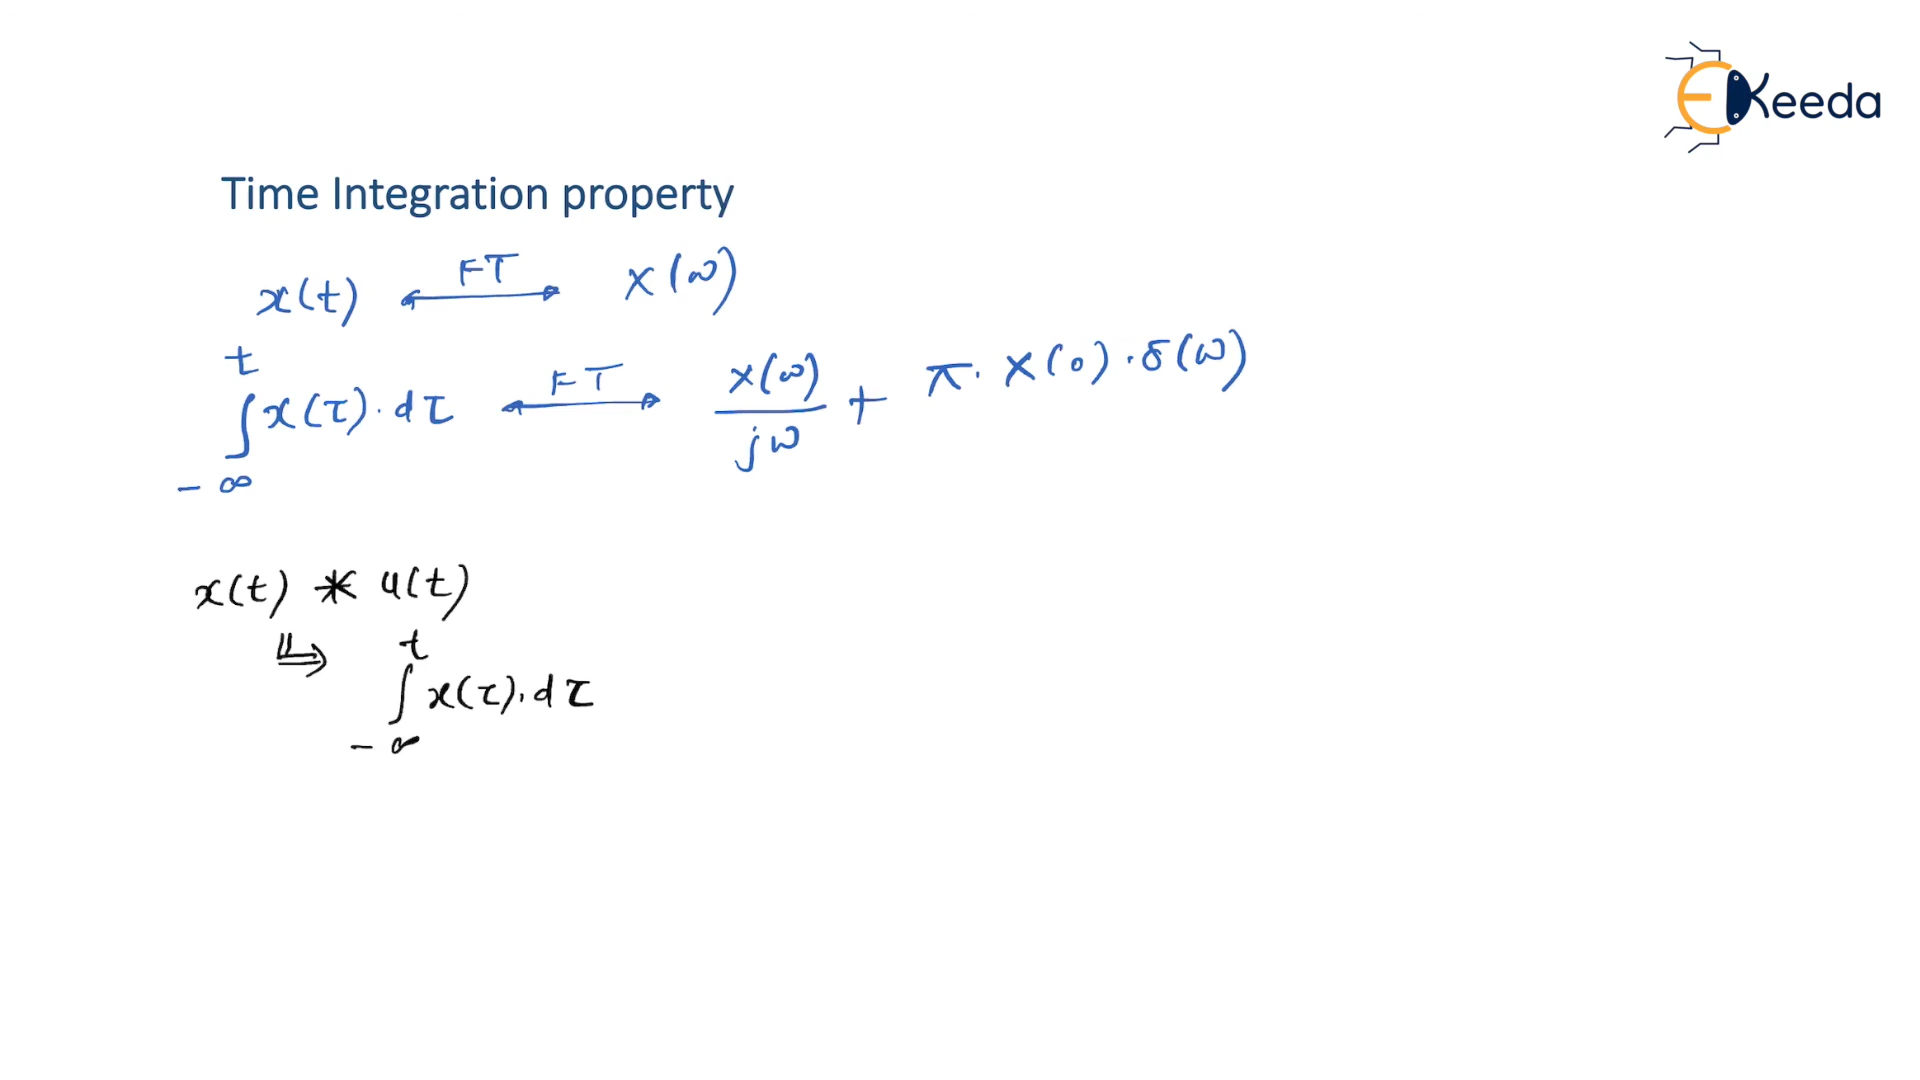 EKeeda
Time Integration property
x(t) ⟷ FT X(ω)
∫_{-∞}^{t} x(τ)·dτ ⟷ FT X(ω)/jω + π·X(0)·δ(ω)
x(t) * u(t)
⇒ ∫_{-∞}^{t} x(τ)·dτ